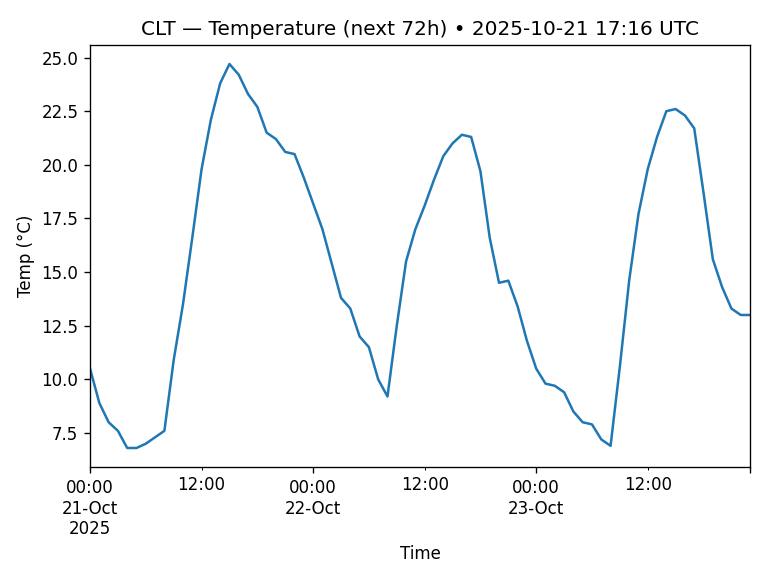 CLT — Temperature (next 72h) • 2025-10-21 17:16 UTC
25.0
22.5
20.0
17.5
15.0
12.5
10.0
7.5
Temp (°C)
00:00 12:00 00:00 12:00 00:00 12:00
21-Oct 22-Oct 23-Oct
2025
Time